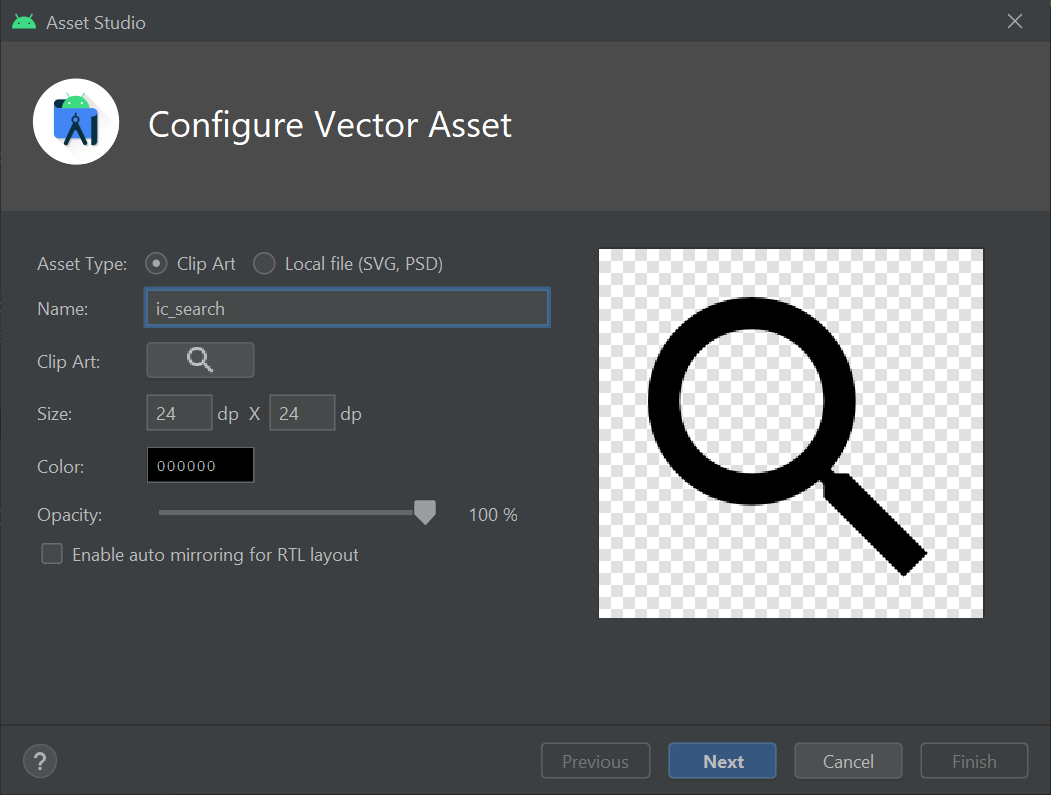 Asset Studio
Configure Vector Asset
Asset Type: Clip Art Local file (SVG, PSD)
Name: ic_search
Clip Art:
Size: 24 dp X 24 dp
Color: 000000
Opacity: 100 %
Enable auto mirroring for RTL layout
? Previous Next Cancel Finish